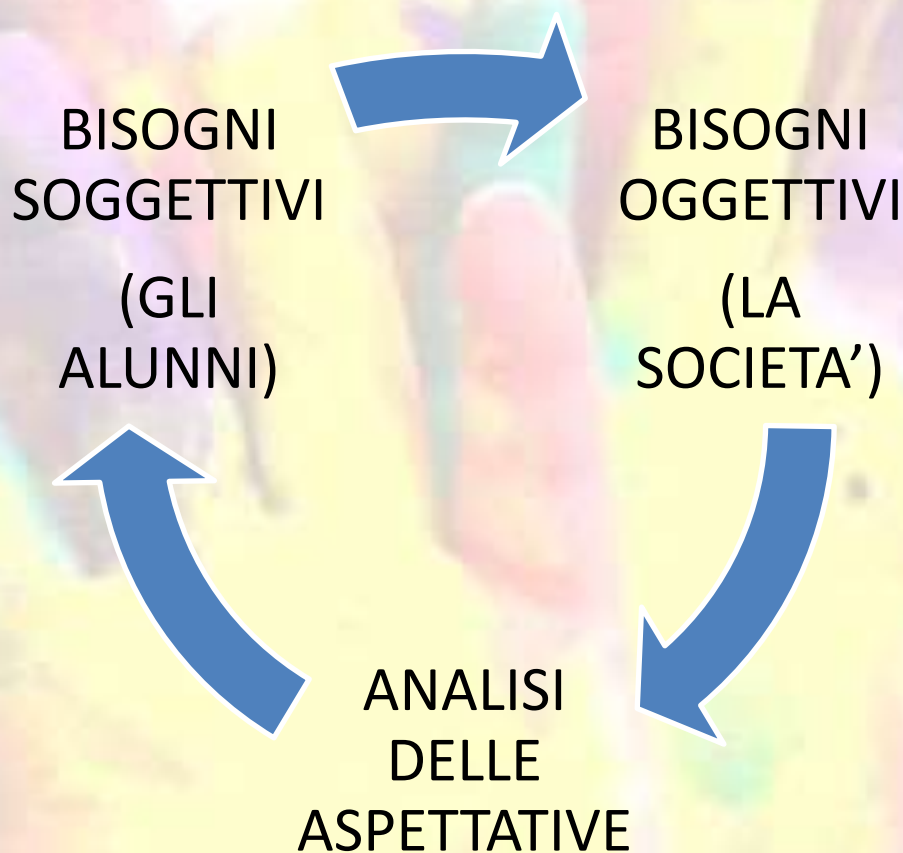 BISOGNI
SOGGETTIVI
(GLI
ALUNNI)
BISOGNI
OGGETTIVI
(LA
SOCIETA’)
ANALISI
DELLE
ASPETTATIVE